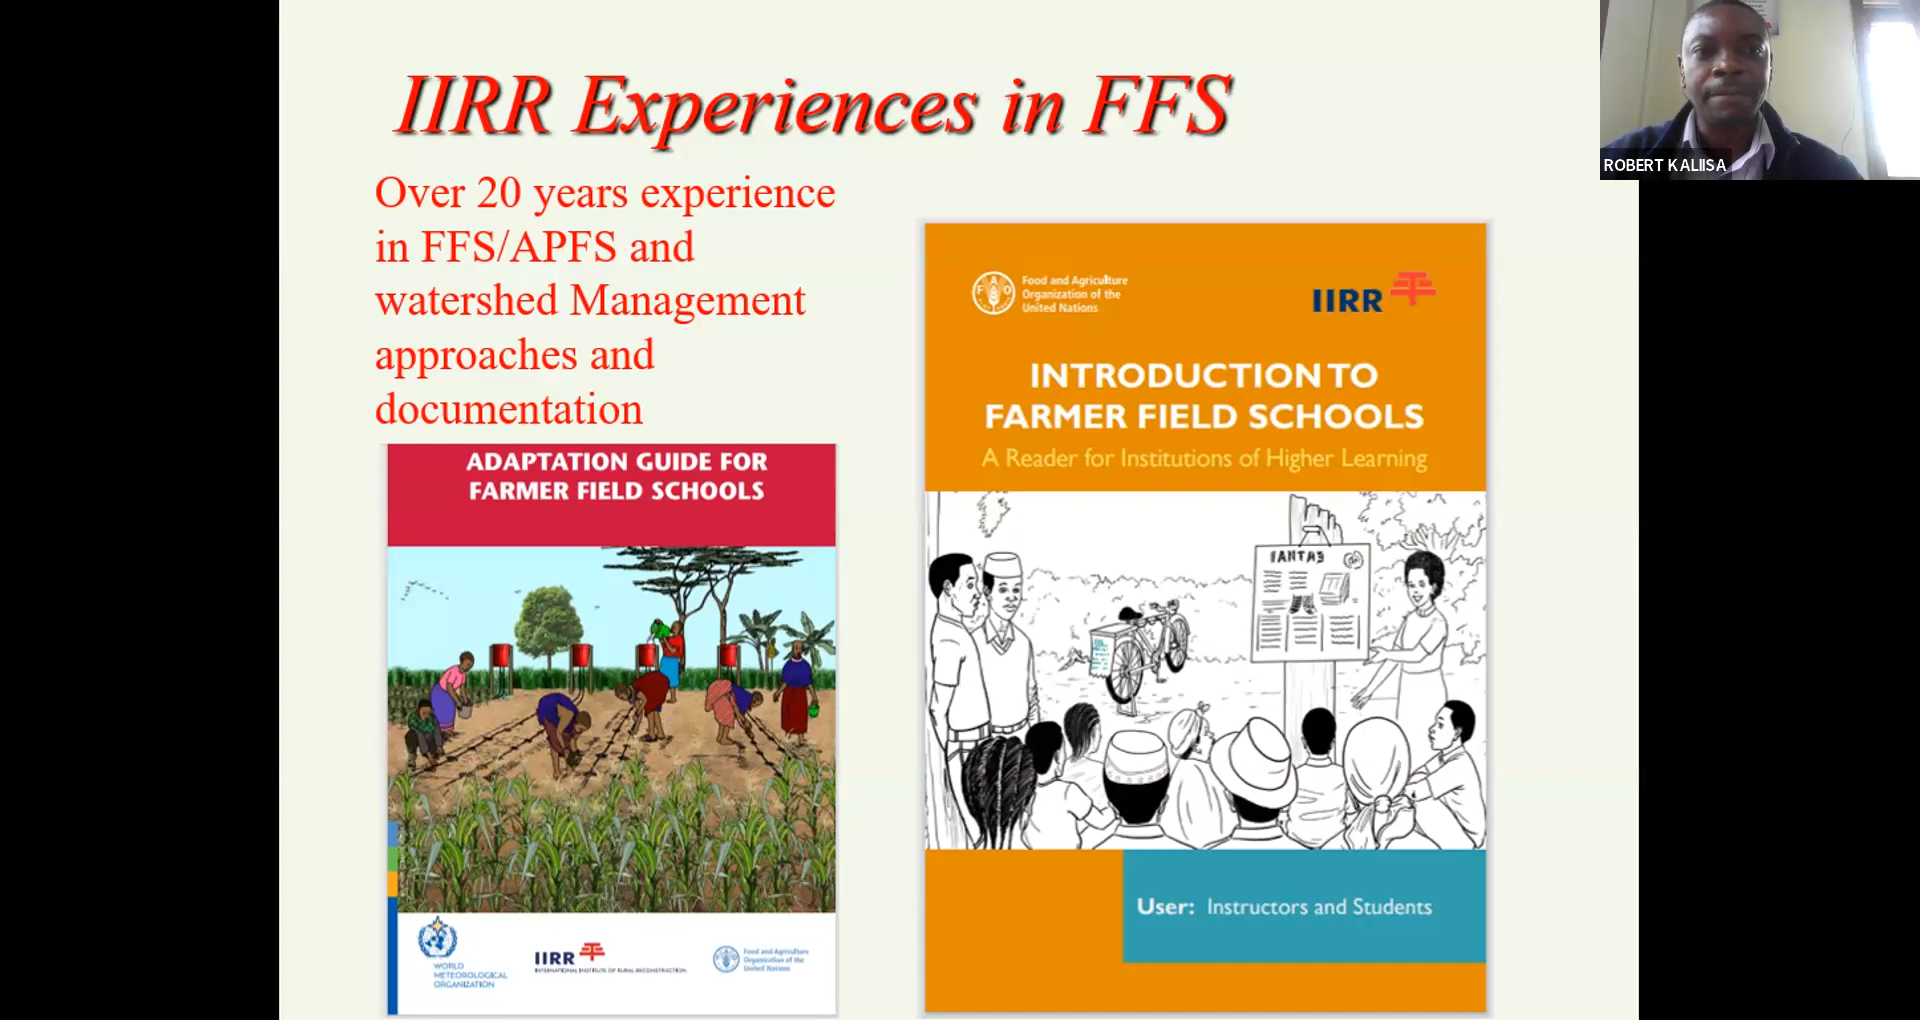 IIRR Experiences in FFS
ROBERT KALIISA
Over 20 years experience
in FFS/APFS and
watershed Management
approaches and
documentation
ADAPTATION GUIDE FOR
FARMER FIELD SCHOOLS
WORLD
METEOROLOGICAL
ORGANIZATION
IIRR
INTERNATIONAL INSTITUTE OF RURAL RECONSTRUCTION
Food and Agriculture
Organization of the
United Nations
Food and Agriculture
Organization of the
United Nations
IIRR
INTRODUCTION TO
FARMER FIELD SCHOOLS
A Reader for Institutions of Higher Learning
User: Instructors and Students